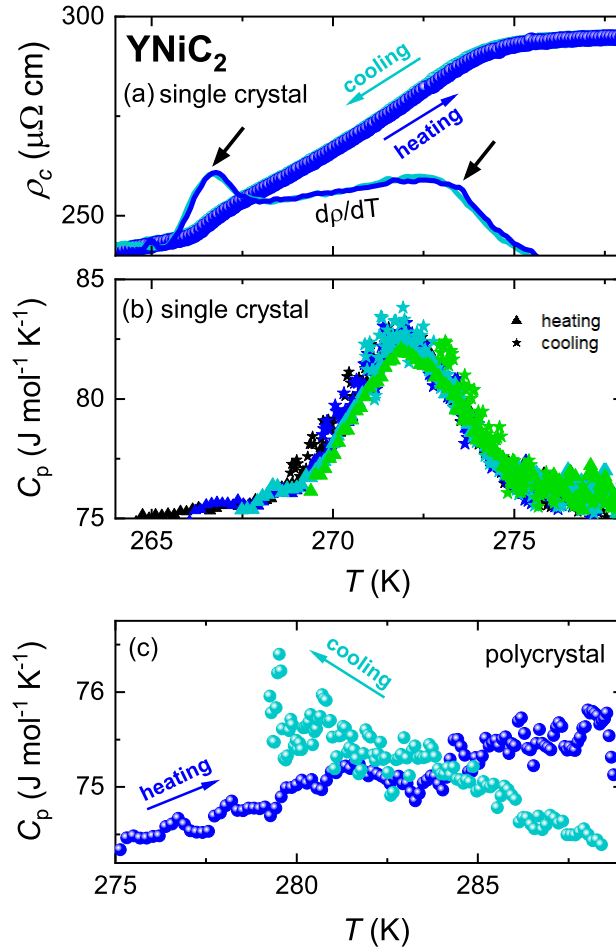 300
YNiC₂
(a) single crystal
cooling
heating
dρ/dT
250
ρc (μΩ cm)
85
(b) single crystal
heating
cooling
80
75
Cp (J mol⁻¹ K⁻¹)
265 270 275
T (K)
(c)
cooling
polycrystal
76
heating
75
Cp (J mol⁻¹ K⁻¹)
275 280 285
T (K)